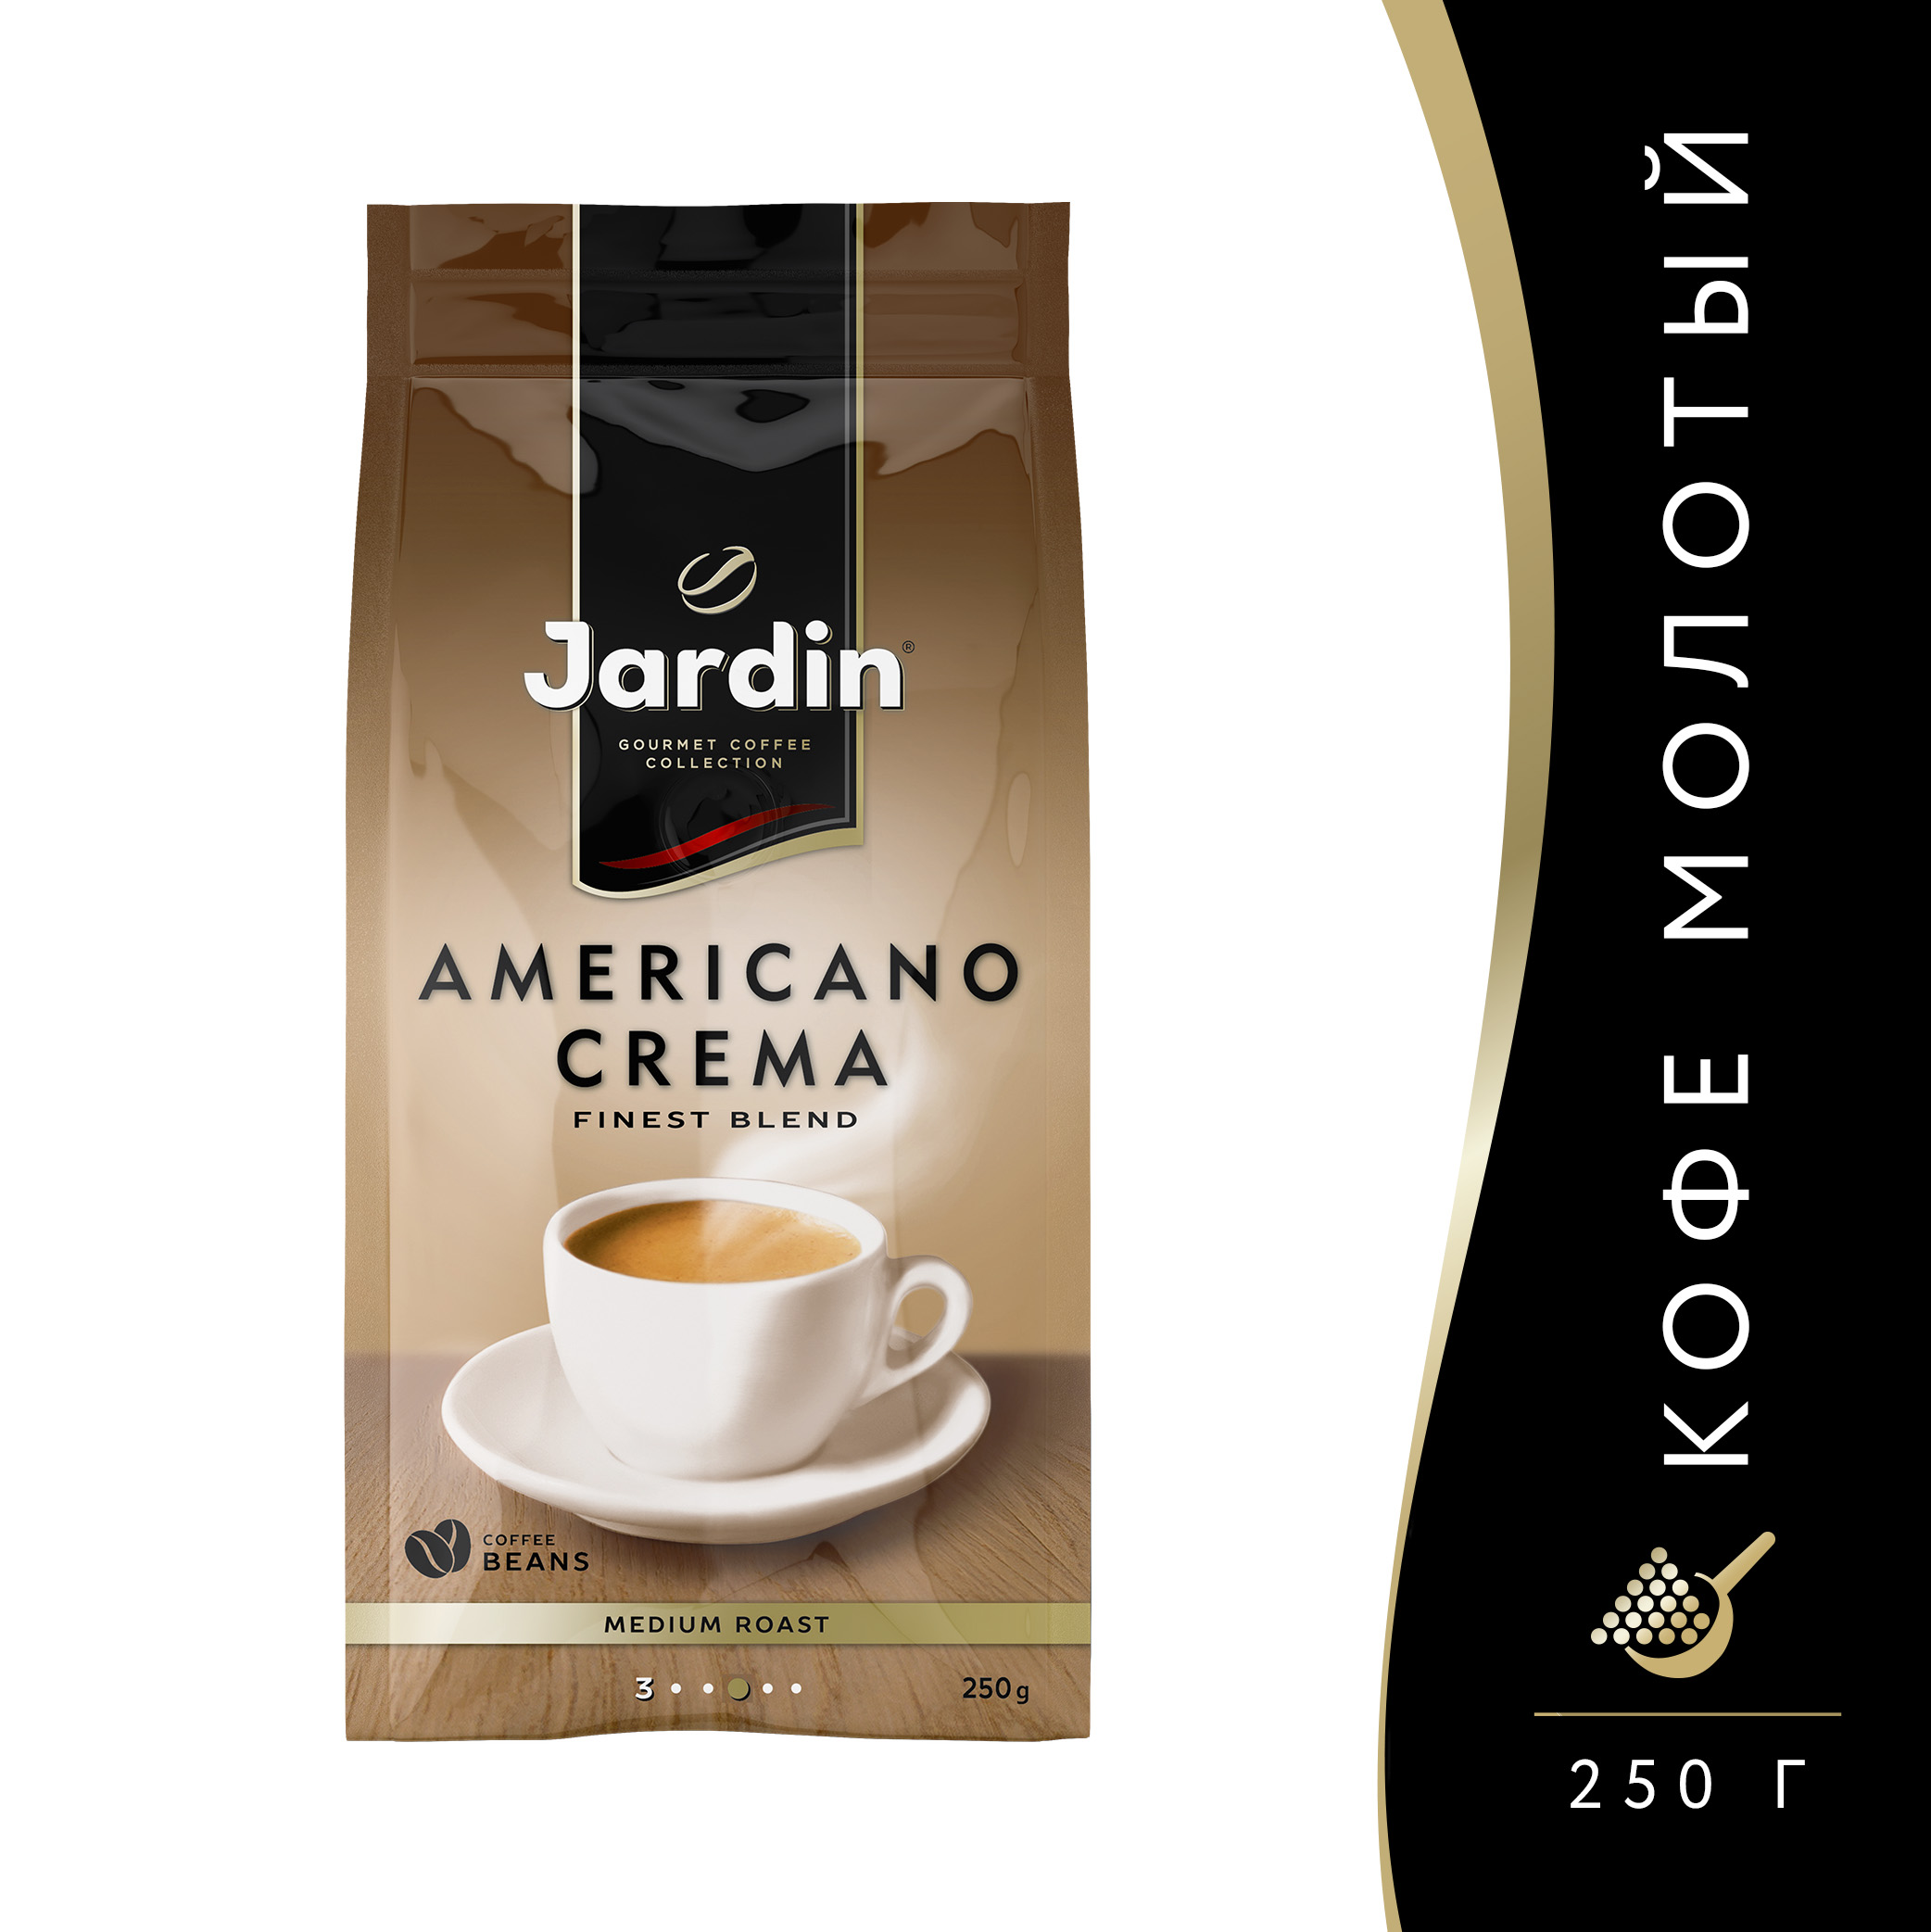 Jardin®
GOURMET COFFEE
COLLECTION
AMERICANO
CREMA
FINEST BLEND
COFFEE
BEANS
MEDIUM ROAST
3
250g
КОФЕ МОЛОТЫЙ
250 Г